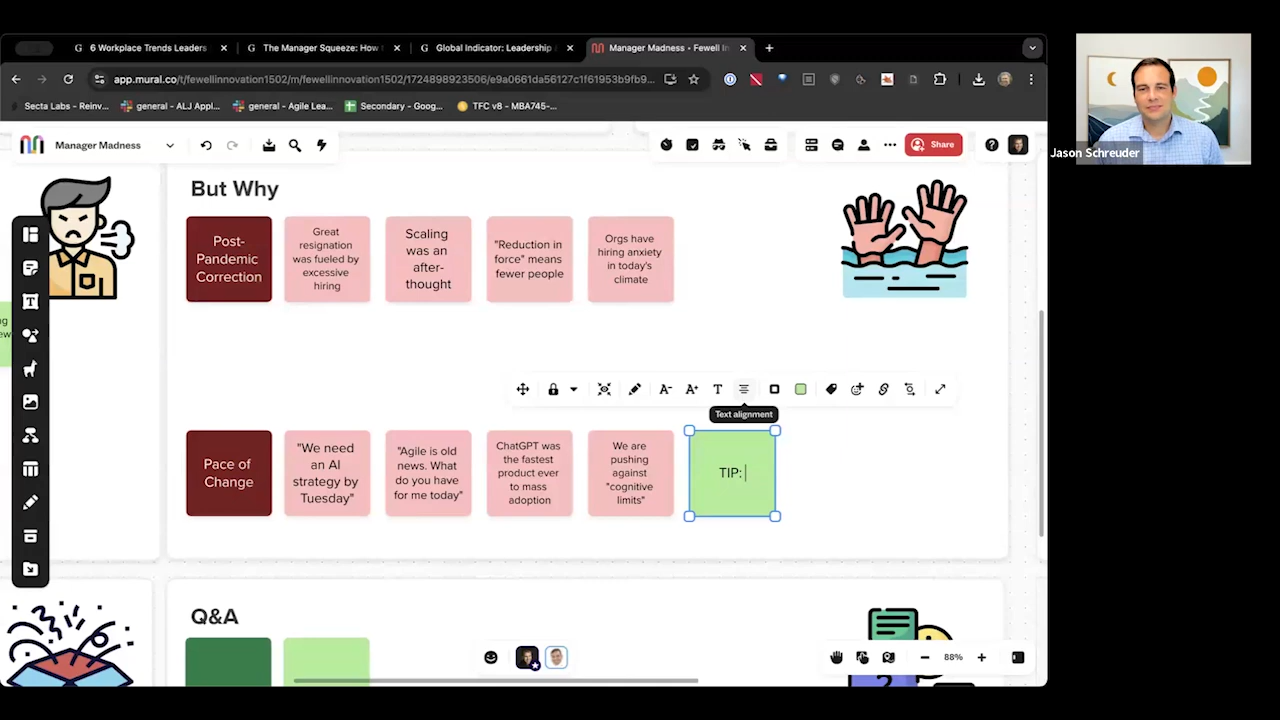 6 Workplace Trends Leaders
The Manager Squeeze: How
Global Indicator: Leadership
Manager Madness • Fewell In
app.mural.co/t/fewellinnovation1502/m/fewellinnovation1502/1724898923506/e9a0661da56127c1f61953b9fb9...
Secta Labs - Reinv...
general - ALJ Appl...
general - Agile Lea...
Secondary - Goog...
TFC v8 - MBA745-...
Manager Madness
Share
Jason Schreuder
But Why
Post-
Pandemic
Correction
Great
resignation
was fueled by
excessive
hiring
Scaling
was an
after-
thought
"Reduction in
force" means
fewer people
Orgs have
hiring anxiety
in today's
climate
Text alignment
Pace of
Change
"We need
an AI
strategy by
Tuesday"
"Agile is old
news. What
do you have
for me today"
ChatGPT was
the fastest
product ever
to mass
adoption
We are
pushing
against
"cognitive
limits"
TIP:
Q&A
88%